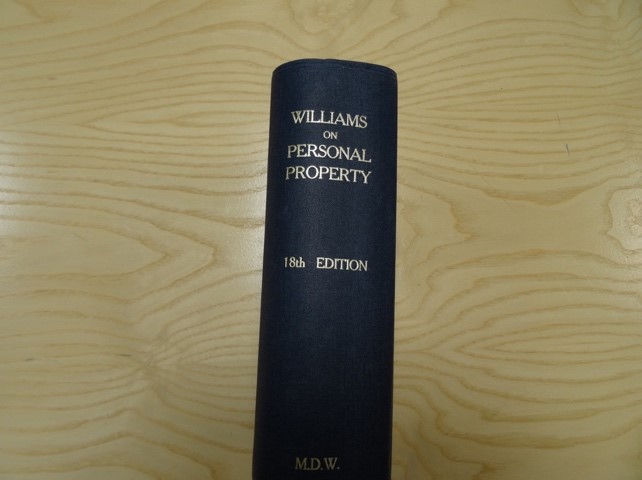 WILLIAMS
ON
PERSONAL
PROPERTY
18th EDITION
M.D.W.